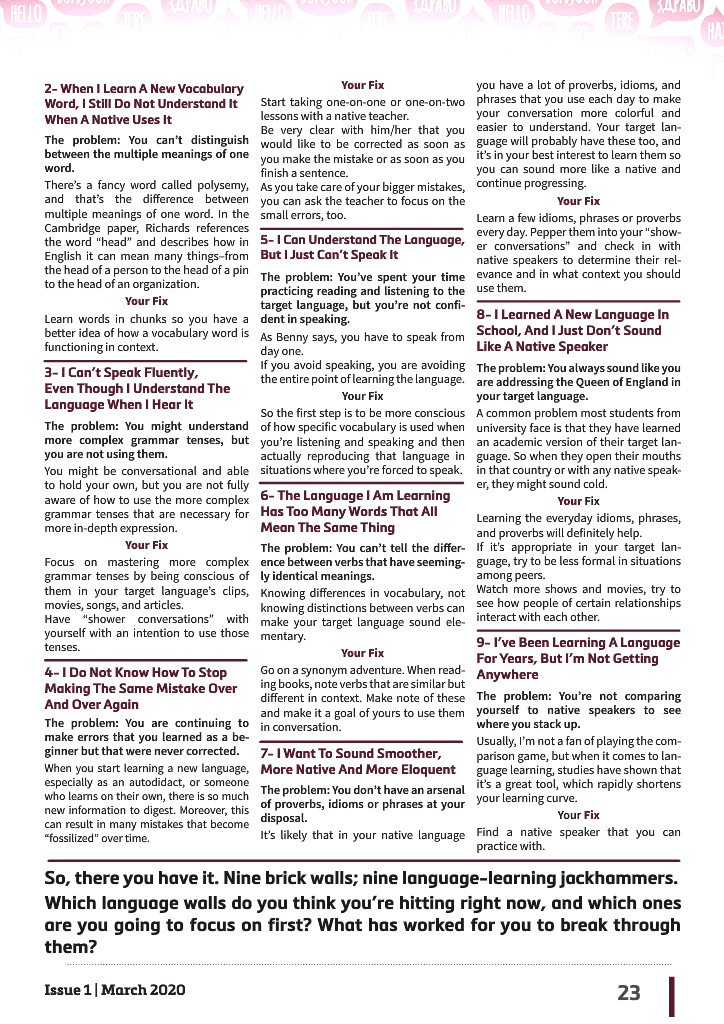 HELLO
TERE
ЗДРАВО
HELLO
TERE
ЗДРАВО
2- When I Learn A New Vocabulary
Word, I Still Do Not Understand It
When A Native Uses It
The problem: You can’t distinguish
between the multiple meanings of one
word.
There’s a fancy word called polysemy,
and that’s the difference between
multiple meanings of one word. In the
Cambridge paper, Richards references
the word “head” and describes how in
English it can mean many things–from
the head of a person to the head of a pin
to the head of an organization.
Your Fix
Learn words in chunks so you have a
better idea of how a vocabulary word is
functioning in context.
3- I Can’t Speak Fluently,
Even Though I Understand The
Language When I Hear It
The problem: You might understand
more complex grammar tenses, but
you are not using them.
You might be conversational and able
to hold your own, but you are not fully
aware of how to use the more complex
grammar tenses that are necessary for
more in-depth expression.
Your Fix
Focus on mastering more complex
grammar tenses by being conscious of
them in your target language’s clips,
movies, songs, and articles.
Have “shower conversations” with
yourself with an intention to use those
tenses.
4- I Do Not Know How To Stop
Making The Same Mistake Over
And Over Again
The problem: You are continuing to
make errors that you learned as a be-
ginner but that were never corrected.
When you start learning a new language,
especially as an autodidact, or someone
who learns on their own, there is so much
new information to digest. Moreover, this
can result in many mistakes that become
“fossilized” over time.
Your Fix
Start taking one-on-one or one-on-two
lessons with a native teacher.
Be very clear with him/her that you
would like to be corrected as soon as
you make the mistake or as soon as you
finish a sentence.
As you take care of your bigger mistakes,
you can ask the teacher to focus on the
small errors, too.
5- I Can Understand The Language,
But I Just Can’t Speak It
The problem: You’ve spent your time
practicing reading and listening to the
target language, but you’re not confi-
dent in speaking.
As Benny says, you have to speak from
day one.
If you avoid speaking, you are avoiding
the entire point of learning the language.
Your Fix
So the first step is to be more conscious
of how specific vocabulary is used when
you’re listening and speaking and then
actually reproducing that language in
situations where you’re forced to speak.
6- The Language I Am Learning
Has Too Many Words That All
Mean The Same Thing
The problem: You can’t tell the differ-
ence between verbs that have seeming-
ly identical meanings.
Knowing differences in vocabulary, not
knowing distinctions between verbs can
make your target language sound ele-
mentary.
Your Fix
Go on a synonym adventure. When read-
ing books, note verbs that are similar but
different in context. Make note of these
and make it a goal of yours to use them
in conversation.
7- I Want To Sound Smoother,
More Native And More Eloquent
The problem: You don’t have an arsenal
of proverbs, idioms or phrases at your
disposal.
It’s likely that in your native language
you have a lot of proverbs, idioms, and
phrases that you use each day to make
your conversation more colorful and
easier to understand. Your target lan-
guage will probably have these too, and
it’s in your best interest to learn them so
you can sound more like a native and
continue progressing.
Your Fix
Learn a few idioms, phrases or proverbs
every day. Pepper them into your “show-
er conversations” and check in with
native speakers to determine their rel-
evance and in what context you should
use them.
8- I Learned A New Language In
School, And I Just Don’t Sound
Like A Native Speaker
The problem: You always sound like you
are addressing the Queen of England in
your target language.
A common problem most students from
university face is that they have learned
an academic version of their target lan-
guage. So when they open their mouths
in that country or with any native speak-
er, they might sound cold.
Your Fix
Learning the everyday idioms, phrases,
and proverbs will definitely help.
If it’s appropriate in your target lan-
guage, try to be less formal in situations
among peers.
Watch more shows and movies, try to
see how people of certain relationships
interact with each other.
9- I’ve Been Learning A Language
For Years, But I’m Not Getting
Anywhere
The problem: You’re not comparing
yourself to native speakers to see
where you stack up.
Usually, I’m not a fan of playing the com-
parison game, but when it comes to lan-
guage learning, studies have shown that
it’s a great tool, which rapidly shortens
your learning curve.
Your Fix
Find a native speaker that you can
practice with.
So, there you have it. Nine brick walls; nine language-learning jackhammers.
Which language walls do you think you’re hitting right now, and which ones
are you going to focus on first? What has worked for you to break through
them?
Issue 1 | March 2020
23